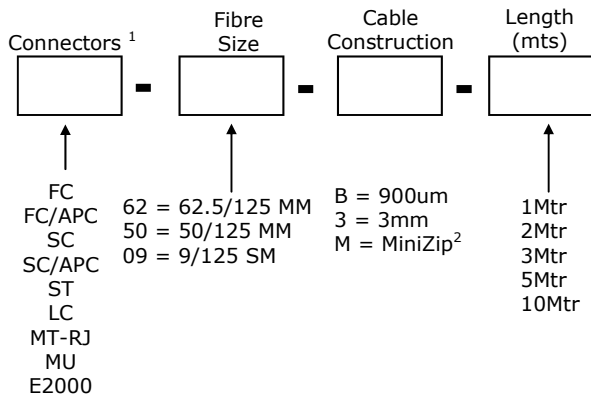 Connectors ¹
Fibre
Size
Cable
Construction
Length
(mts)
- - -
FC
FC/APC
SC
SC/APC
ST
LC
MT-RJ
MU
E2000
62 = 62.5/125 MM
50 = 50/125 MM
09 = 9/125 SM
B = 900um
3 = 3mm
M = MiniZip²
1Mtr
2Mtr
3Mtr
5Mtr
10Mtr